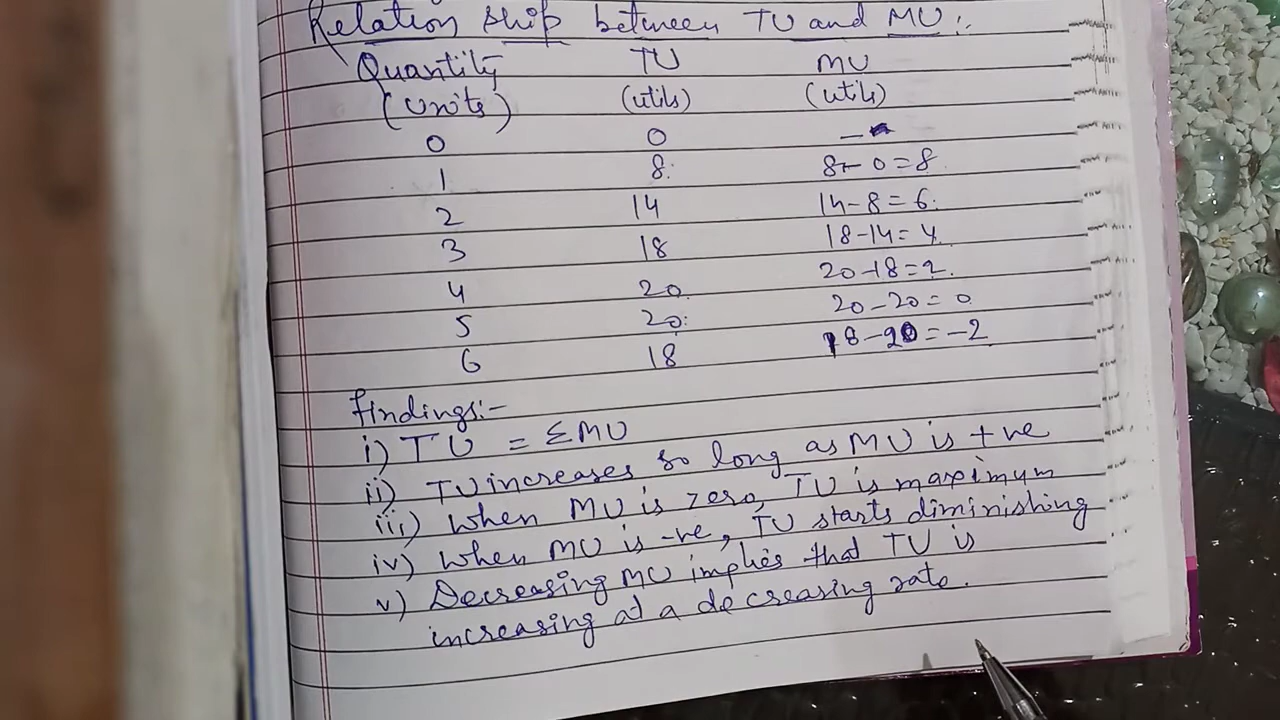 Relation ship between TU and MU :-
Quantity TU MU
(Units) (utils) (utils)
0 0 -
1 8 8-0=8
2 14 14-8=6
3 18 18-14=4
4 20 20-18=2
5 20 20-20=0
6 18 18-20=-2
findings:-
i) TU = ΣMU
ii) TU increases so long as MU is +ve
iii) When MU is zero, TU is maximum
iv) When MU is -ve, TU starts diminishing
v) Decreasing MU implies that TU is
increasing at a decreasing rate.